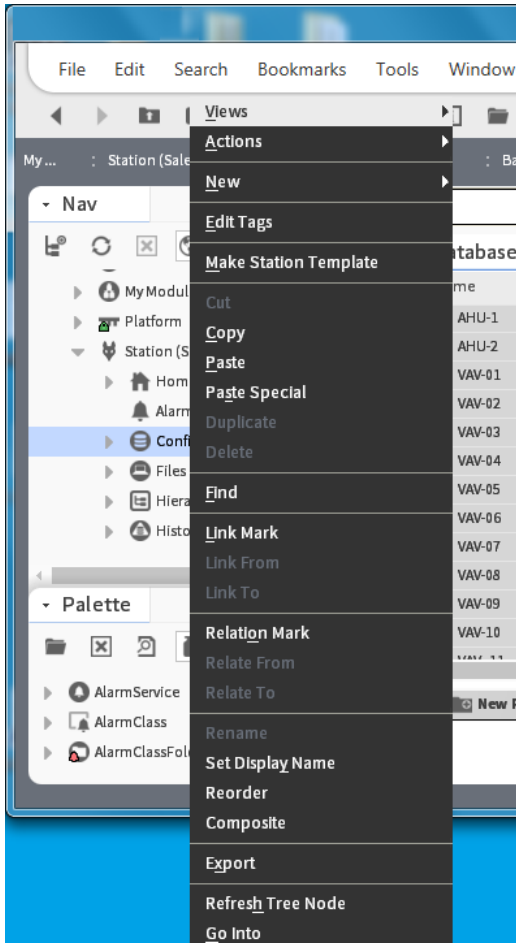 File Edit Search Bookmarks Tools Window
Views
My ... : Station (Sale : Ba
Actions
Nav
New
Edit Tags
Make Station Template
tabase
me
My Modul
Platform
Station (S
Hom
Alarm
Confi
Files
Hiera
Histo
Cut
Copy
Paste
Paste Special
Duplicate
Delete
Find
Link Mark
Link From
Link To
Relation Mark
Relate From
Relate To
Rename
Set Display Name
Reorder
Composite
Export
Refresh Tree Node
Go Into
AHU-1
AHU-2
VAV-01
VAV-02
VAV-03
VAV-04
VAV-05
VAV-06
VAV-07
VAV-08
VAV-09
VAV-10
VAV-11
New P
Palette
AlarmService
AlarmClass
AlarmClassFol